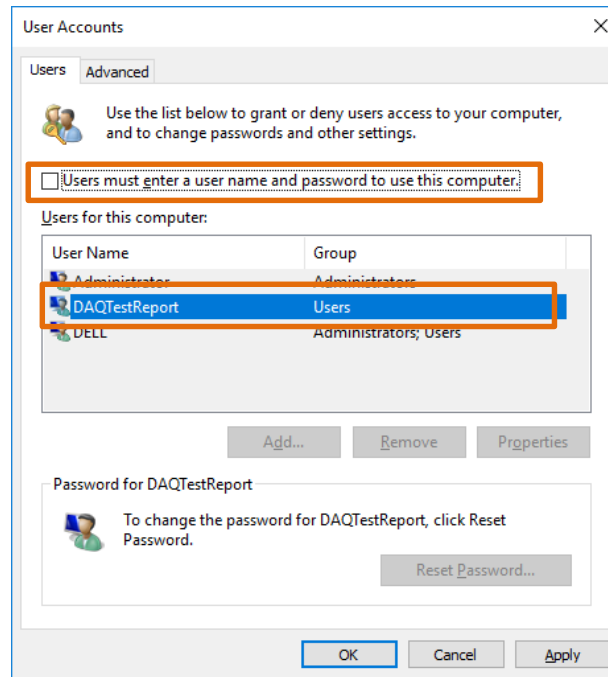 User Accounts
Users
Advanced
Use the list below to grant or deny users access to your computer,
and to change passwords and other settings.
Users must enter a user name and password to use this computer.
Users for this computer:
User Name Group
Administrator Administrators
DAQTestReport Users
DELL Administrators; Users
Add... Remove Properties
Password for DAQTestReport
To change the password for DAQTestReport, click Reset
Password.
Reset Password...
OK Cancel Apply